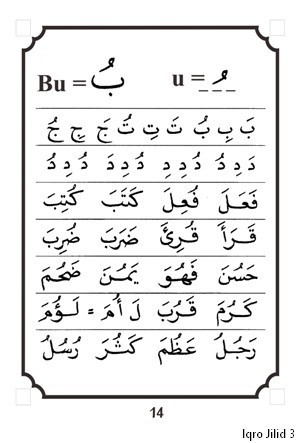 Bu = بُ u = ـُ
بَ بِ بُ تَ تِ تُ جَ جِ جُ
دَ دِ دُ دُ دِ دِ دُ دِ دَ دُ دِ دُ
فَعَلَ فُعِلَ كَتَبَ كُتِبَ
قَرَأَ قُرِئَ ضَرَبَ ضُرِبَ
حَسُنَ فَهُوَ يَمُنَ ضَخُمَ
كَرُمَ قَرُبَ لَ أُمَ = لَؤُمَ
رَجُلُ عَظُمَ كَثُرَ رُسُلُ
14
Iqro Jilid 3